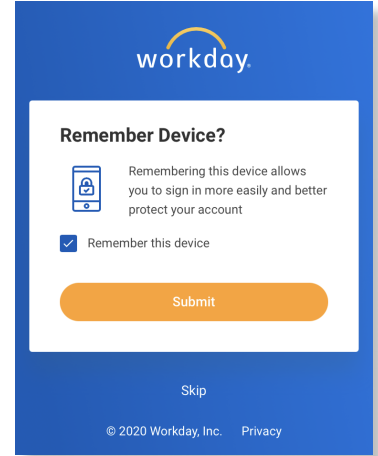 workday.
Remember Device?
Remembering this device allows
you to sign in more easily and better
protect your account
Remember this device
Submit
Skip
© 2020 Workday, Inc. Privacy